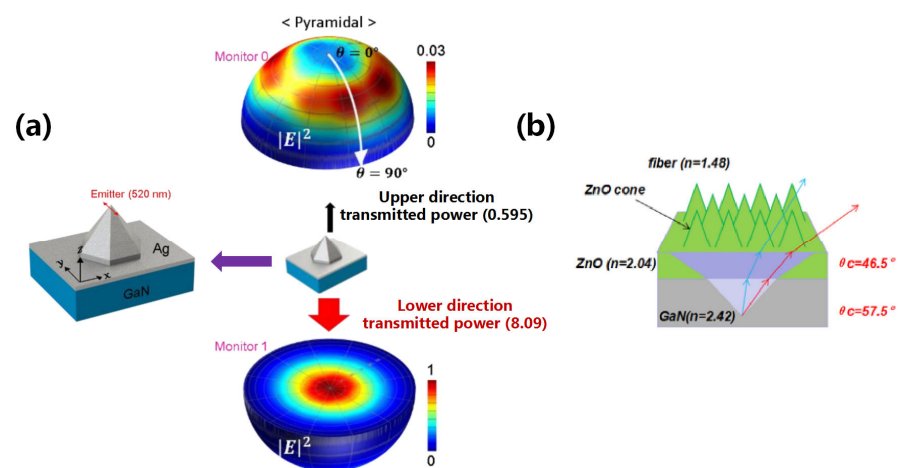 (a)
< Pyramidal >
Monitor 0
θ = 0°
0.03
0
|E|²
θ = 90°
Emitter (520 nm)
Ag
z
y
x
GaN
Upper direction
transmitted power (0.595)
Lower direction
transmitted power (8.09)
Monitor 1
1
0
|E|²
(b)
fiber (n=1.48)
ZnO cone
ZnO (n=2.04)
θc=46.5°
GaN(n=2.42)
θc=57.5°